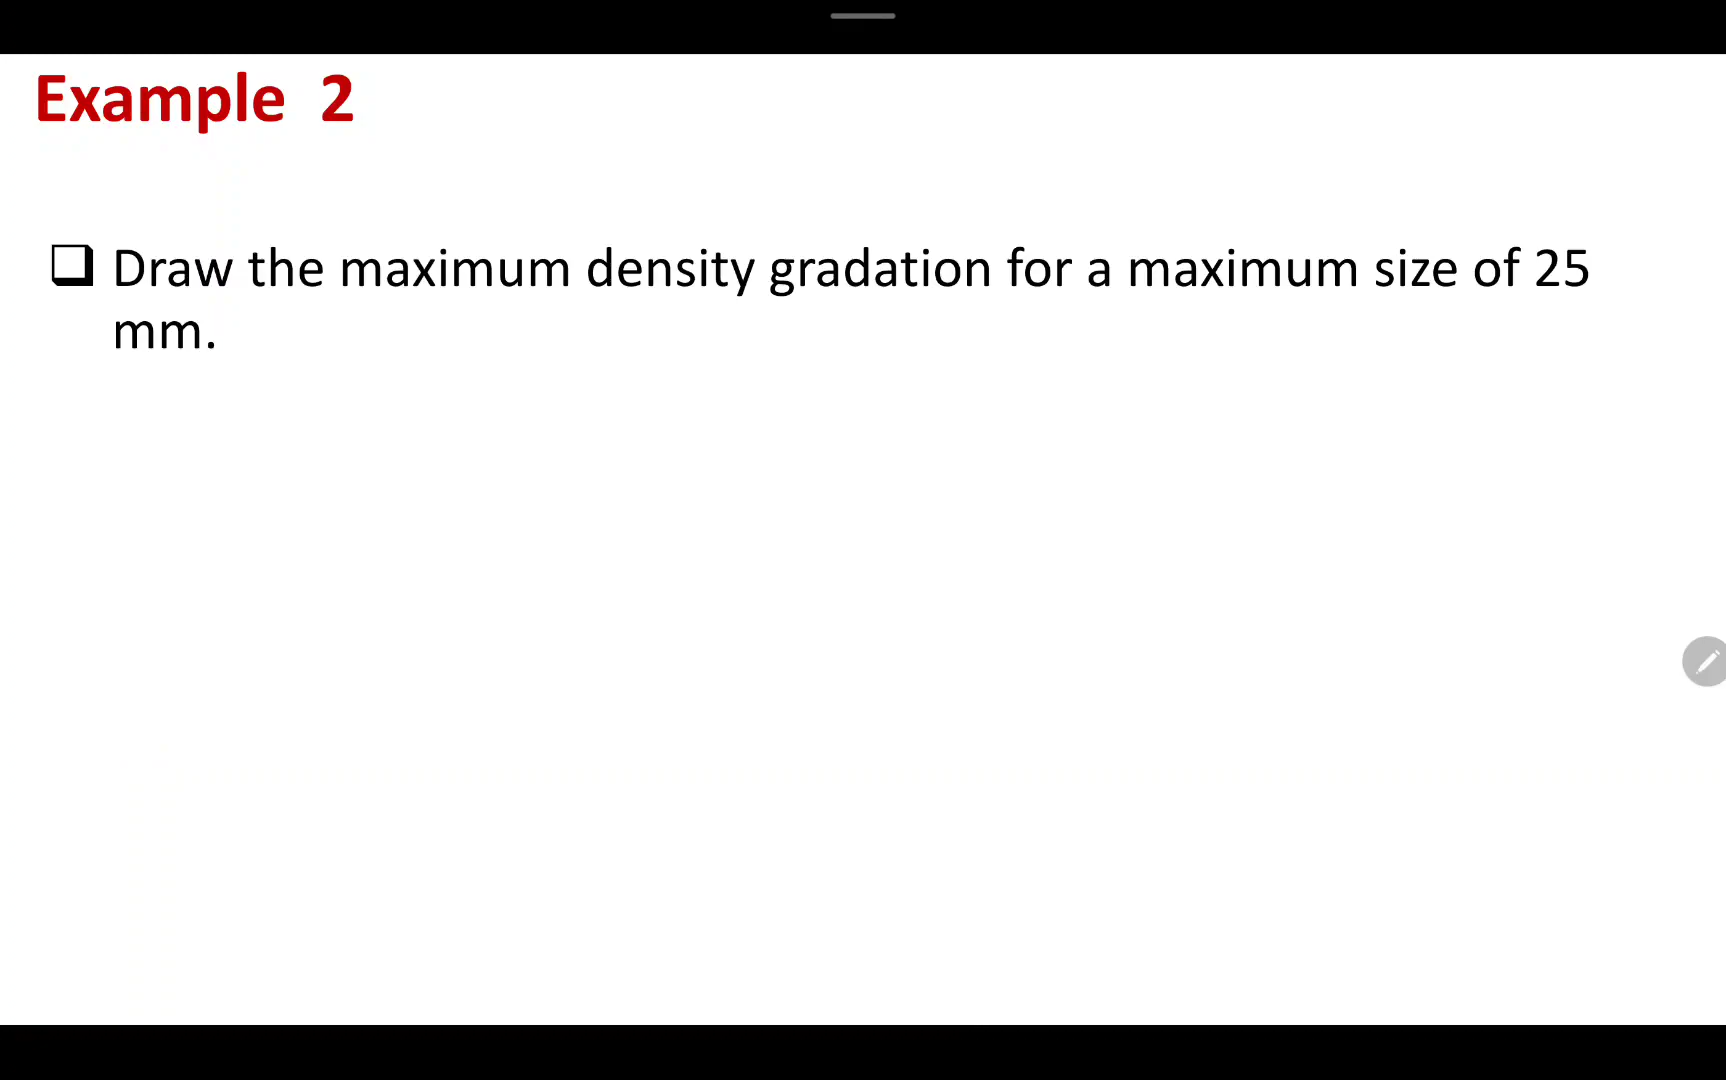 Example 2
Draw the maximum density gradation for a maximum size of 25
mm.